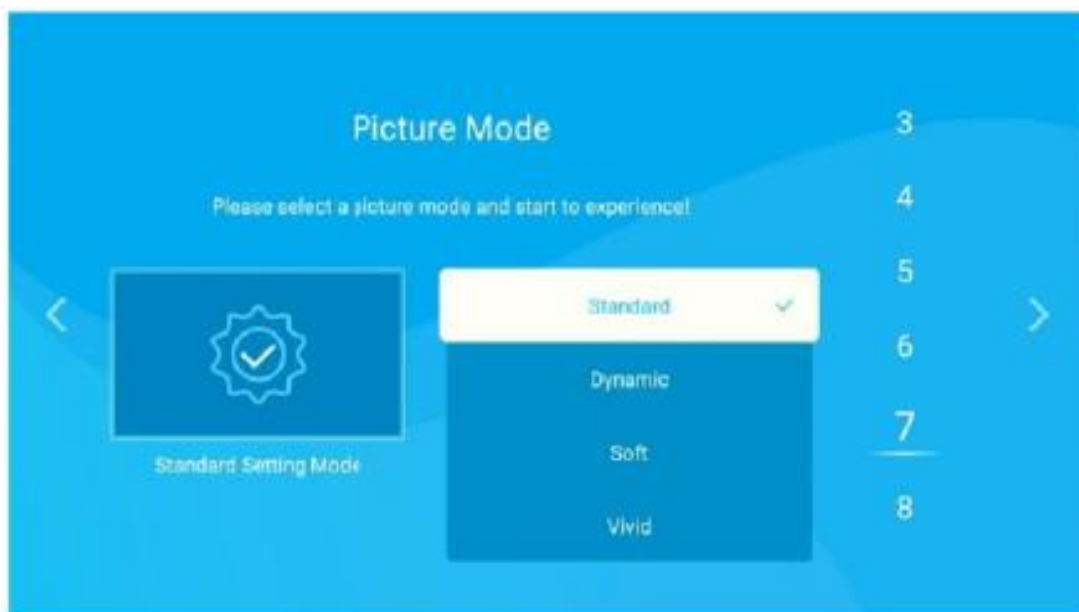 Picture Mode
Please select a picture mode and start to experience!
Standard
Dynamic
Soft
Vivid
Standard Setting Mode
3
4
5
6
7
8